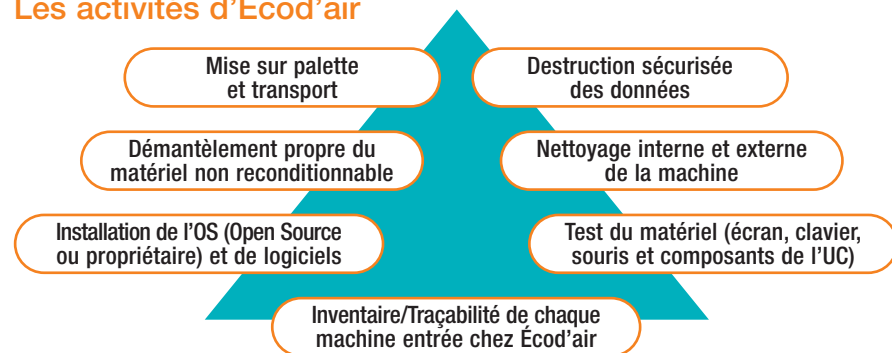 Les activités d'Écod'air
Mise sur palette
et transport
Destruction sécurisée
des données
Démantèlement propre du
matériel non reconditionnable
Nettoyage interne et externe
de la machine
Installation de l'OS (Open Source
ou propriétaire) et de logiciels
Test du matériel (écran, clavier,
souris et composants de l'UC)
Inventaire/Traçabilité de chaque
machine entrée chez Écod'air